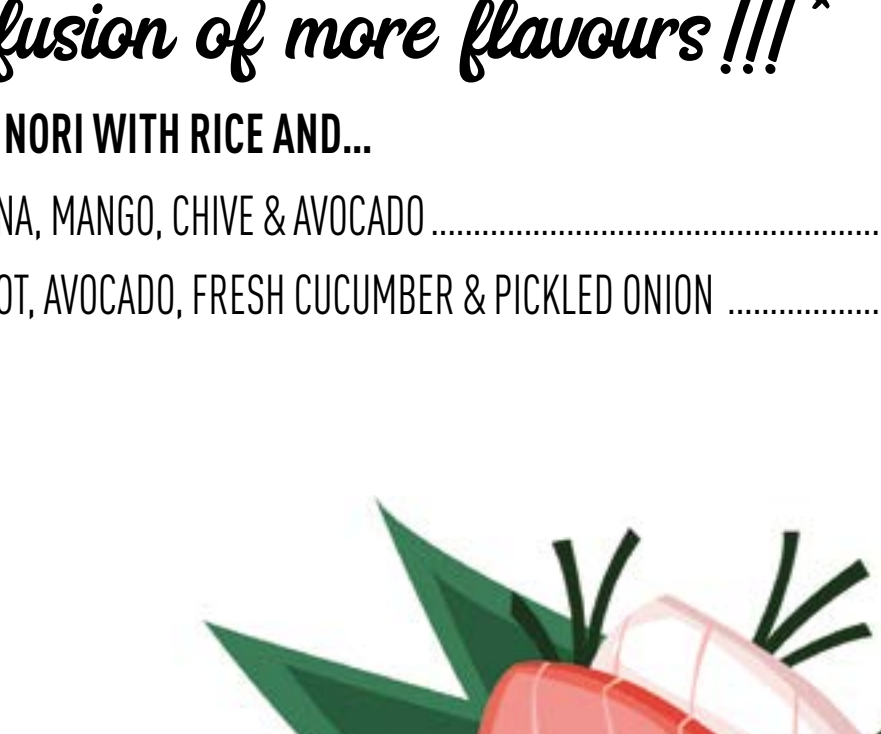 fusion of more flavours!!!*
NORI WITH RICE AND...
NA, MANGO, CHIVE & AVOCADO
OT, AVOCADO, FRESH CUCUMBER & PICKLED ONION